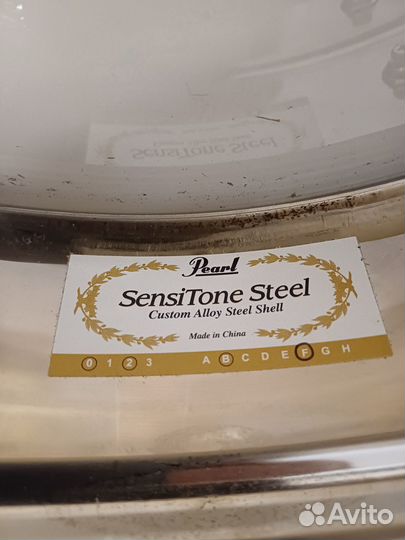 SensiTone Steel
Pearl
SensiTone Steel
Custom Alloy Steel Shell
Made in China
0 1 2 3 A B C D E F G H
Avito